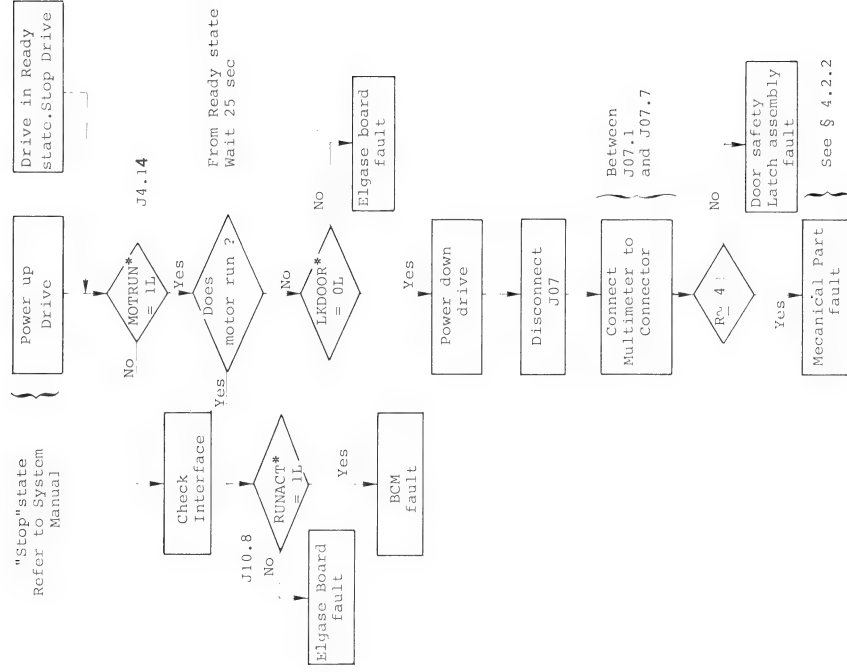 Drive in Ready
state.Stop Drive
"Stop"state
Refer to System
Manual
Power up
Drive
J4.14
MOTRUN*
= 1L
No
Yes
Does
motor run ?
From Ready state
Wait 25 sec
Yes
No
Check
Interface
J10.8
RUNACT*
= 1L
No
Elgase Board
fault
Yes
BCM
fault
LKDOOR*
= 0L
No
Elgase board
fault
Yes
Power down
drive
Disconnect
J07
Connect
Multimeter to
Connector
Between
J07.1
and J07.7
No
Door safety
Latch assembly
fault
Yes
Mecanical Part
fault
See § 4.2.2